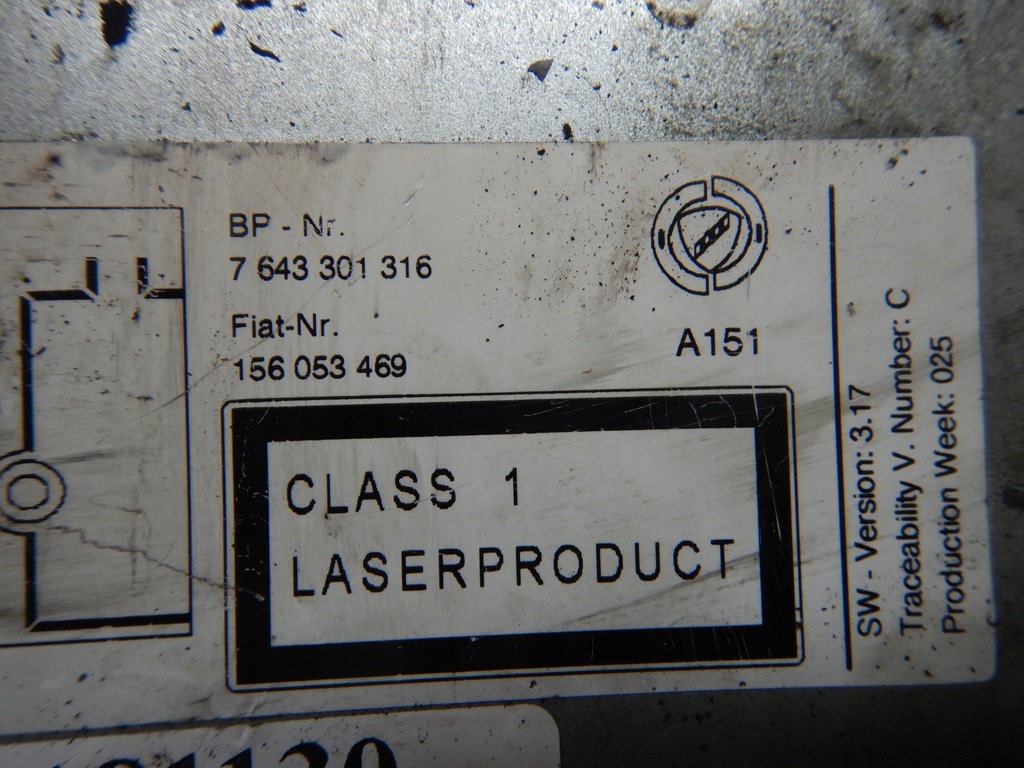 BP - Nr.
7 643 301 316
Fiat-Nr.
156 053 469
A151
CLASS 1
LASERPRODUCT
SW - Version: 3.17
Traceability V. Number: C
Production Week: 025